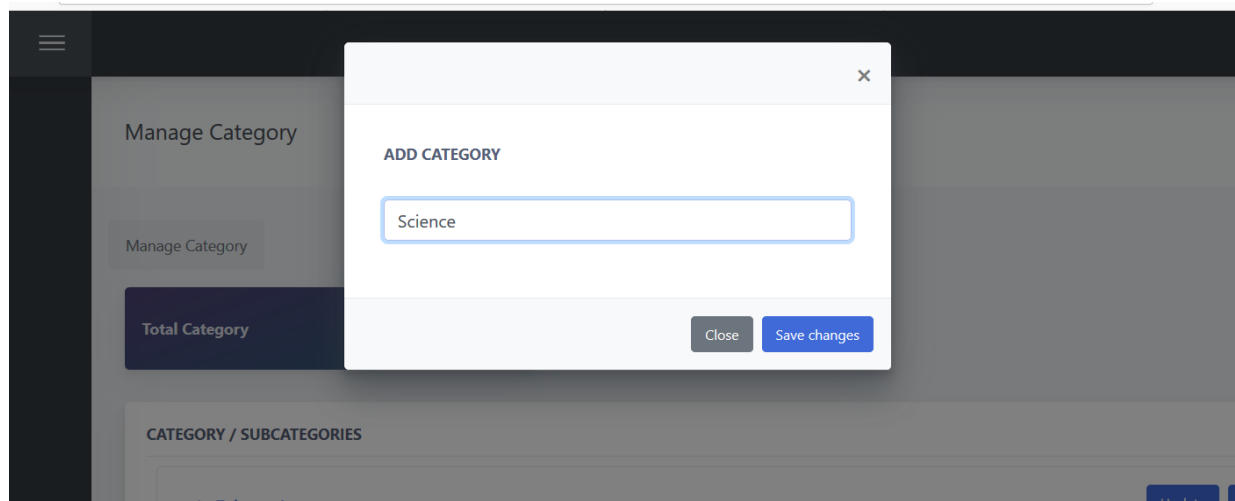 ×
Manage Category
ADD CATEGORY
Science
Manage Category
Total Category
Close
Save changes
CATEGORY / SUBCATEGORIES